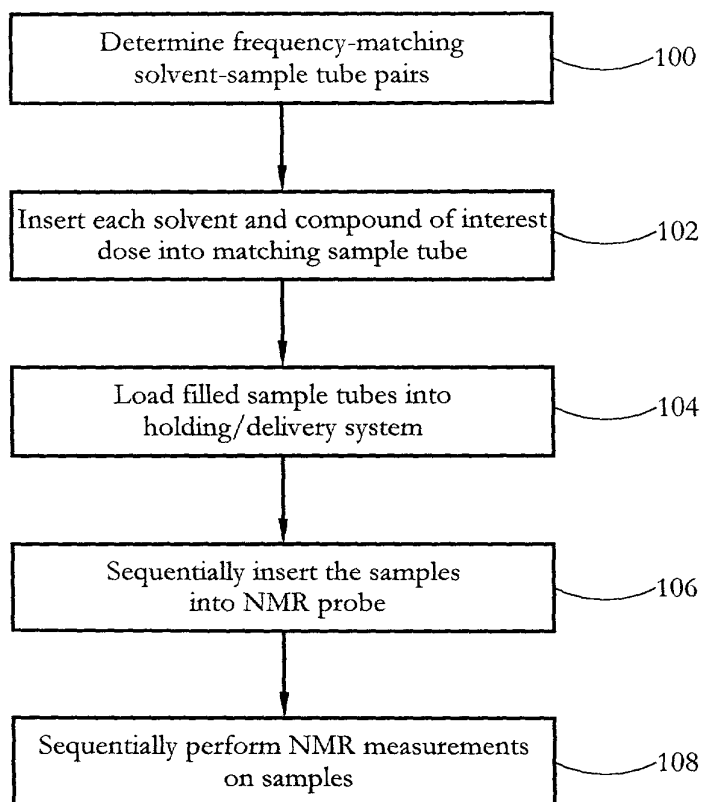 Determine frequency-matching
solvent-sample tube pairs
100
Insert each solvent and compound of interest
dose into matching sample tube
102
Load filled sample tubes into
holding/delivery system
104
Sequentially insert the samples
into NMR probe
106
Sequentially perform NMR measurements
on samples
108